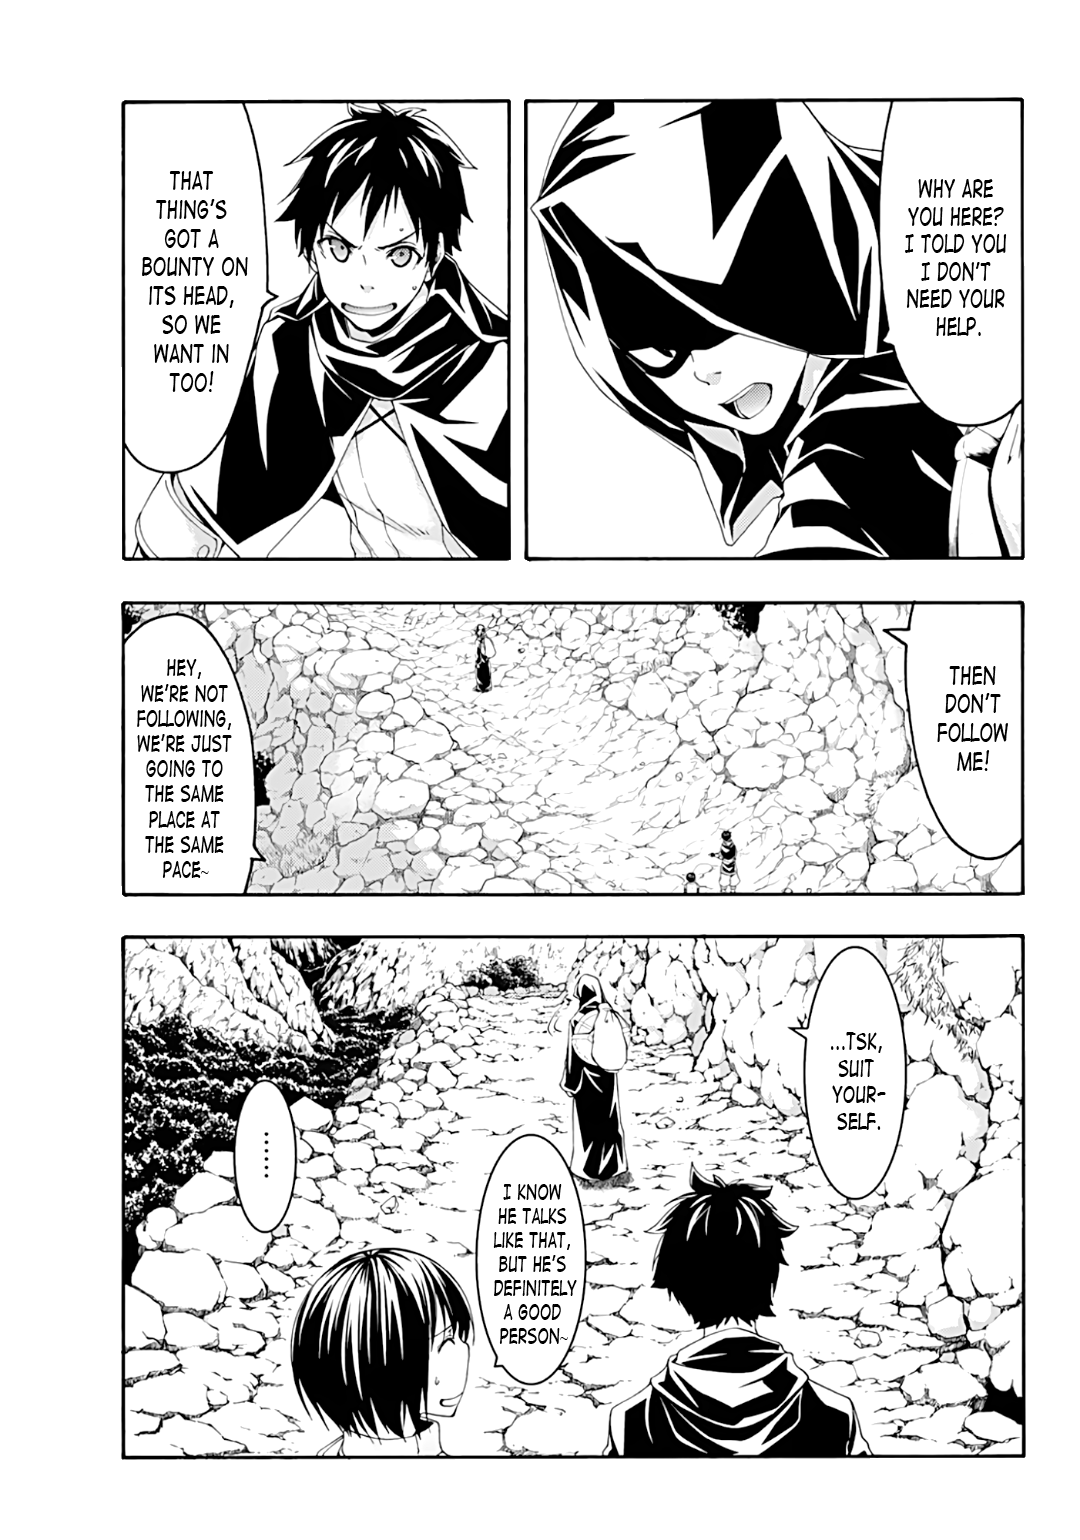 WHY ARE
YOU HERE?
I TOLD YOU
I DON'T
NEED YOUR
HELP.
THAT
THING'S
GOT A
BOUNTY ON
ITS HEAD,
SO WE
WANT IN
TOO!
THEN
DON'T
FOLLOW
ME!
HEY,
WE'RE NOT
FOLLOWING,
WE'RE JUST
GOING TO
THE SAME
PLACE AT
THE SAME
PACE~
...TSK,
SUIT
YOUR-
SELF.
I KNOW
HE TALKS
LIKE THAT,
BUT HE'S
DEFINITELY
A GOOD
PERSON~
......